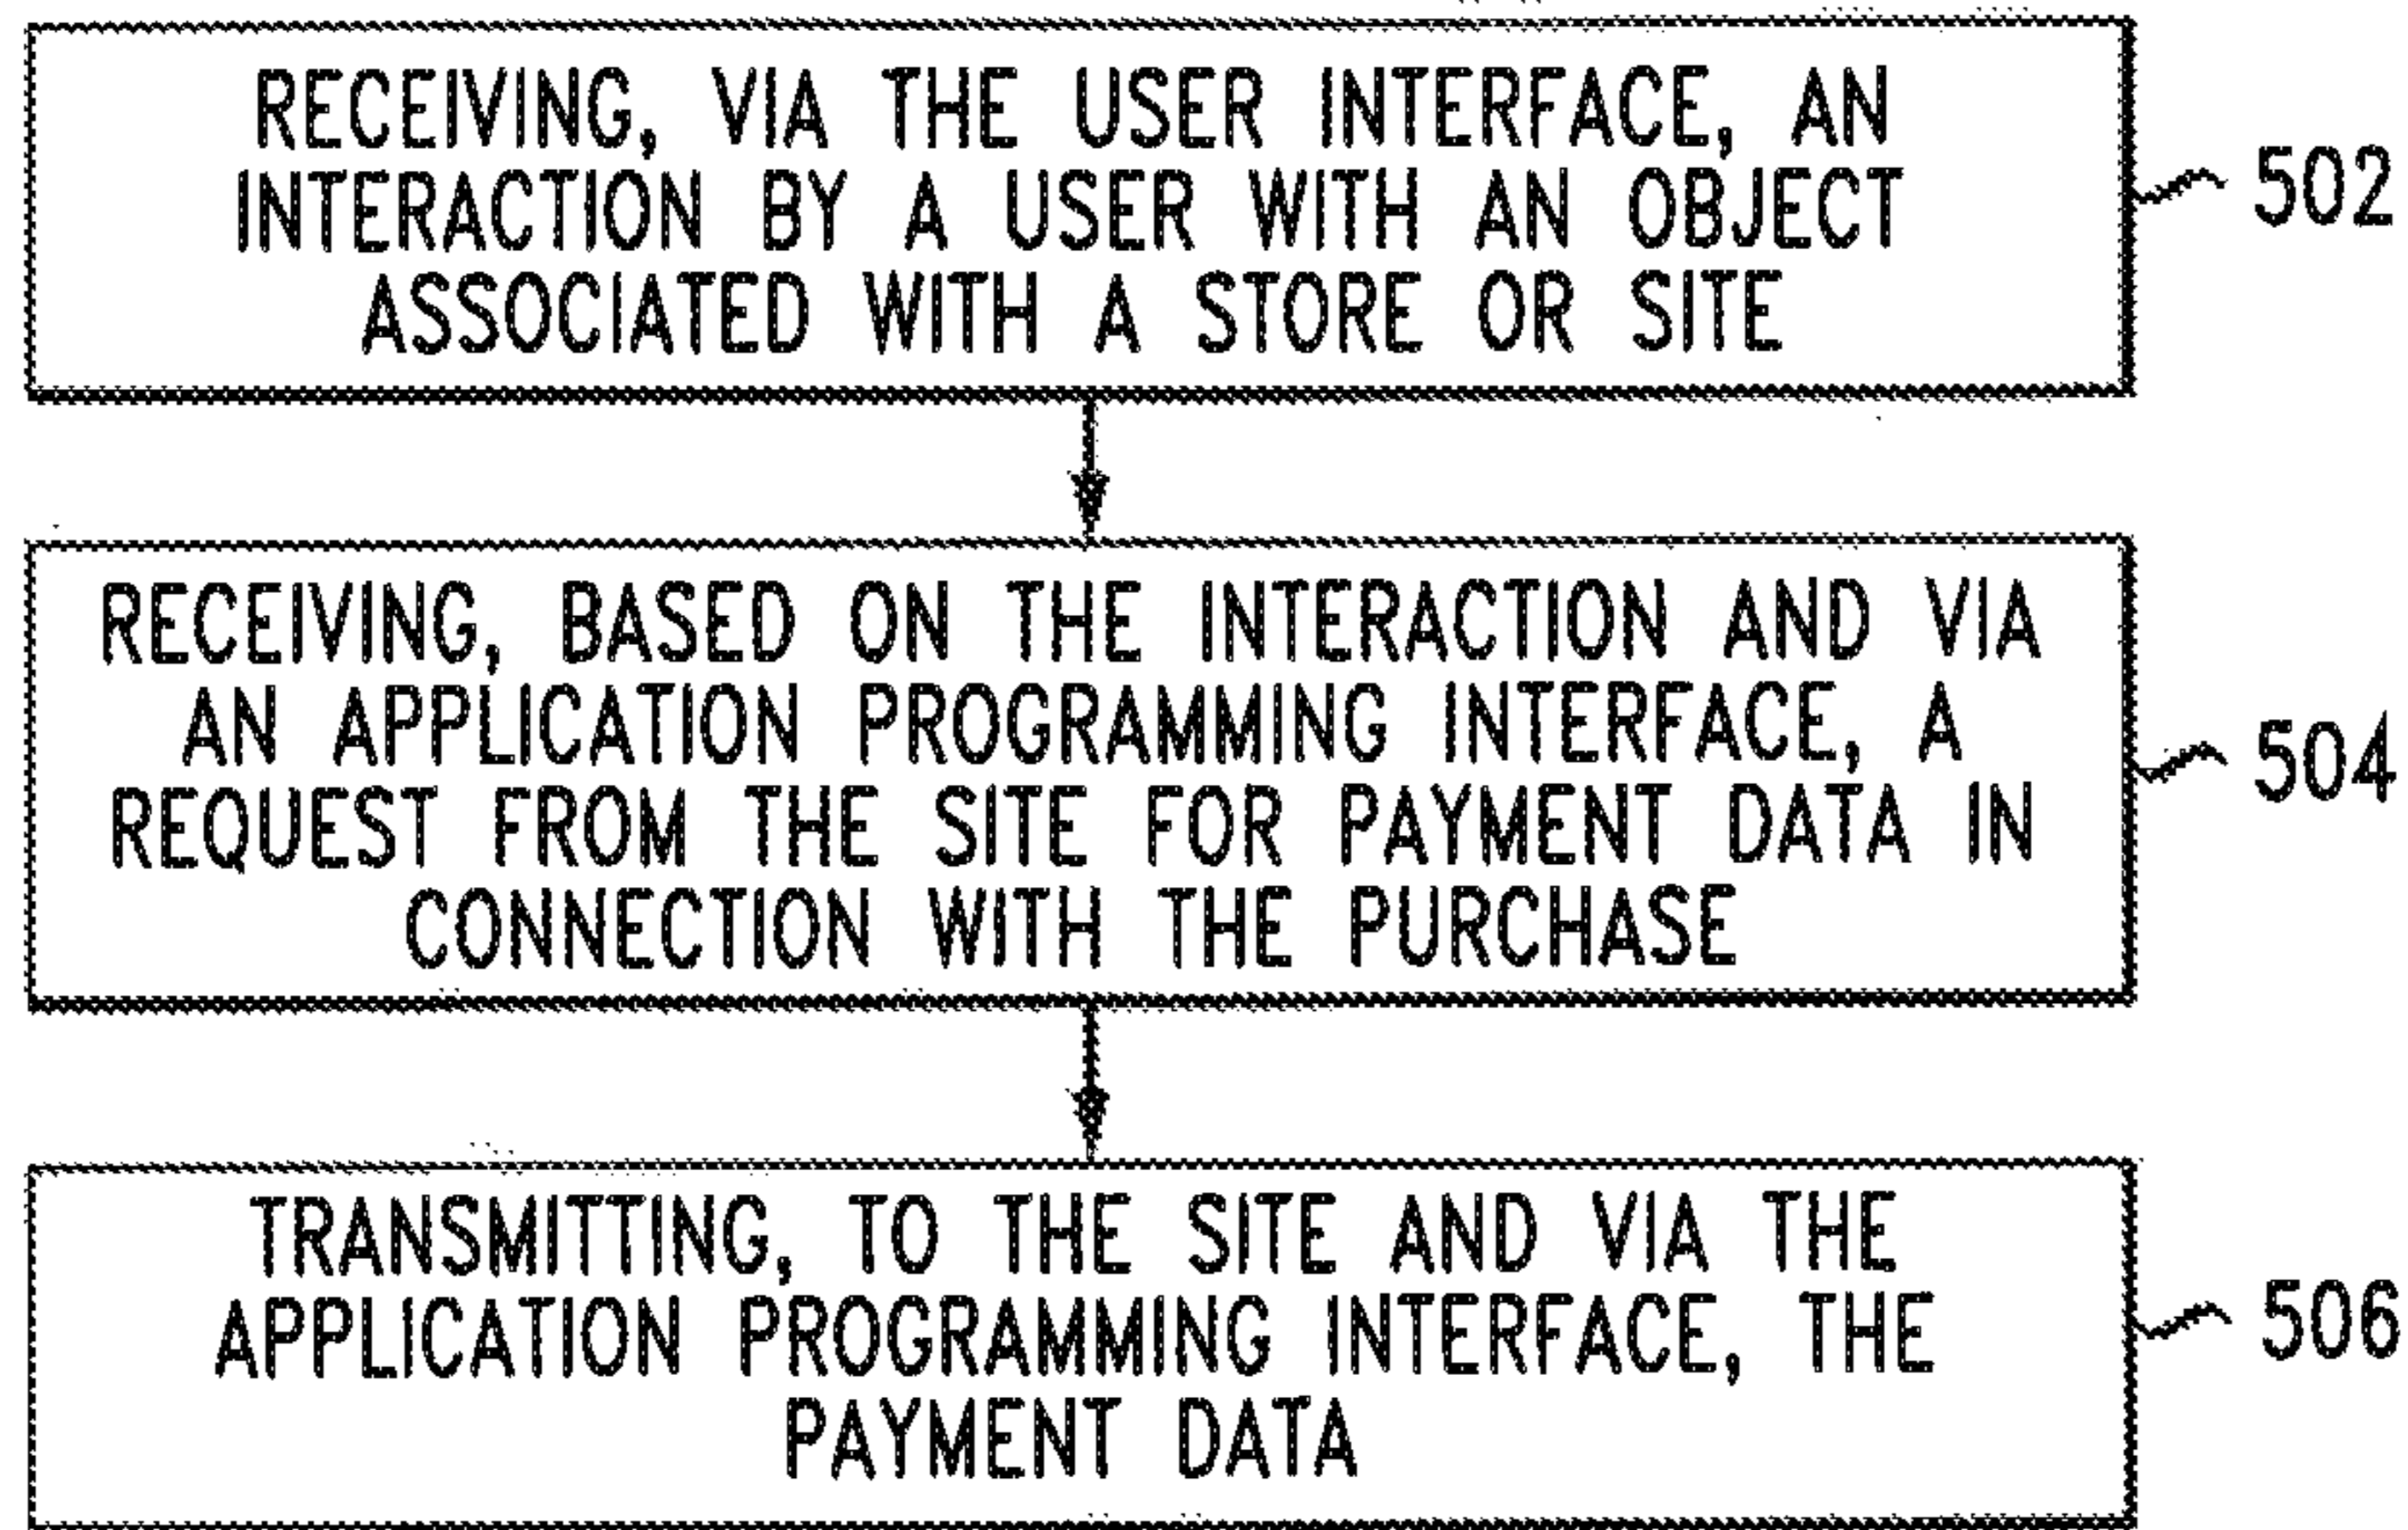 RECEIVING, VIA THE USER INTERFACE, AN
INTERACTION BY A USER WITH AN OBJECT
ASSOCIATED WITH A STORE OR SITE
502
RECEIVING, BASED ON THE INTERACTION AND VIA
AN APPLICATION PROGRAMMING INTERFACE, A
REQUEST FROM THE SITE FOR PAYMENT DATA IN
CONNECTION WITH THE PURCHASE
504
TRANSMITTING, TO THE SITE AND VIA THE
APPLICATION PROGRAMMING INTERFACE, THE
PAYMENT DATA
506